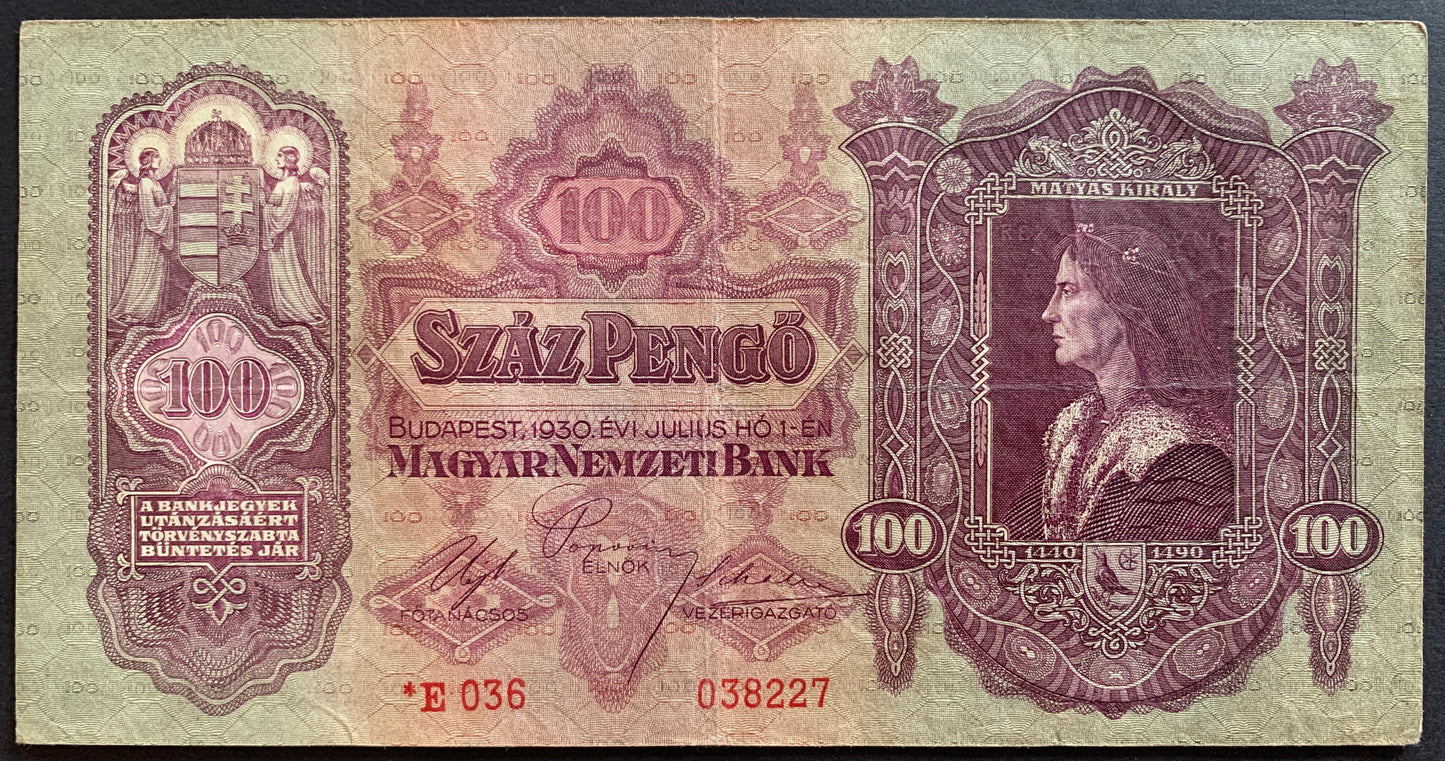 100
A BANKJEGYEK
UTÁNZÁSÁÉRT
TÖRVÉNYSZABTA
BÜNTETÉS JÁR
100
SZÁZ PENGŐ
BUDAPEST, 1930. ÉVI JULIUS HÓ 1-ÉN
MAGYAR NEMZETI BANK
Popovics
ELNÖK
FŐTANÁCSOS
VEZÉRIGAZGATÓ
*E 036
038227
MÁTYÁS KIRÁLY
100
100
1440
1490